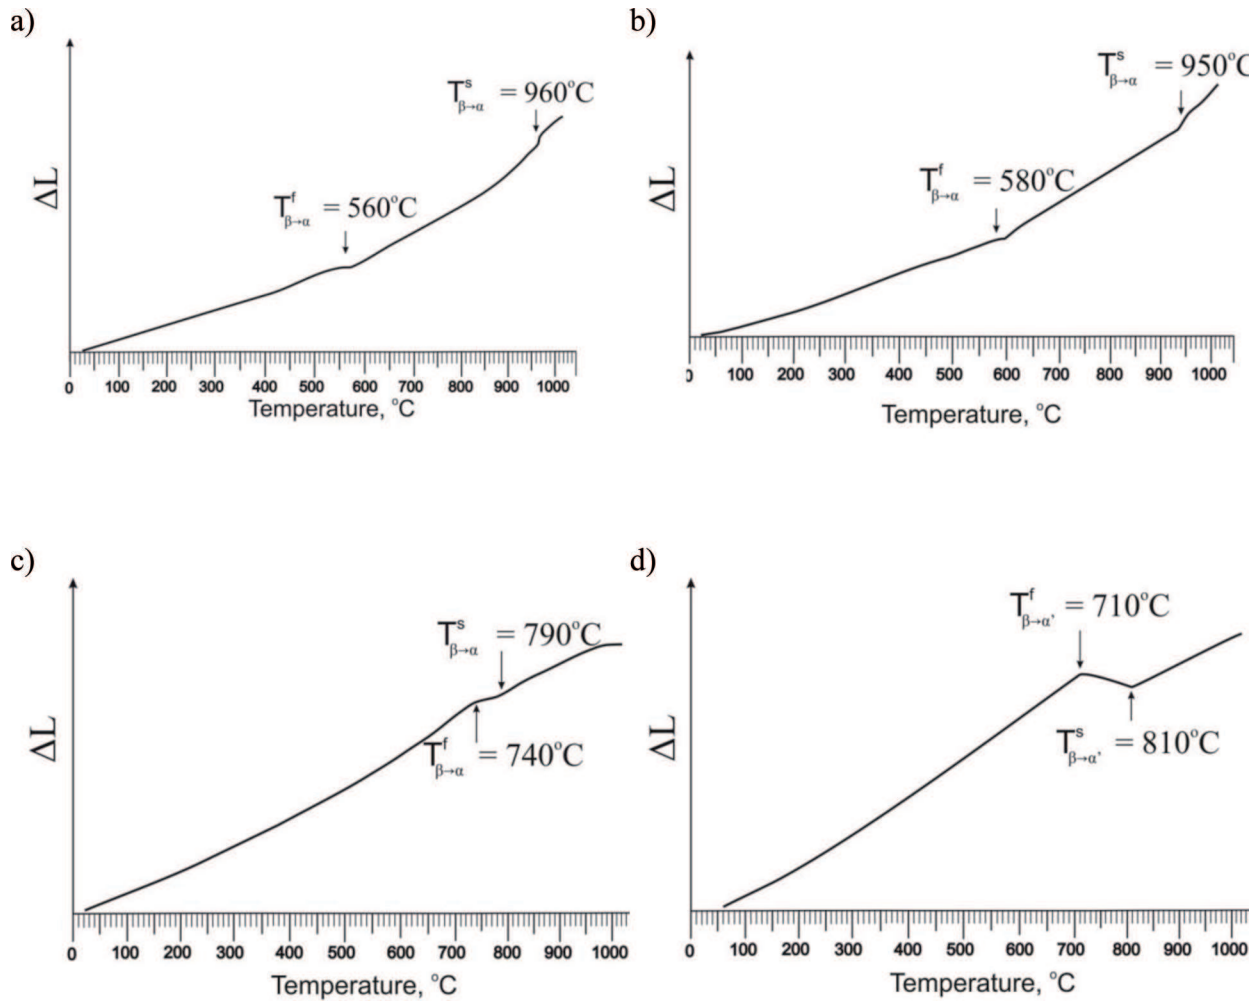 a)
T^s_β→α = 960°C
T^f_β→α = 560°C
ΔL
0 100 200 300 400 500 600 700 800 900 1000
Temperature, °C
b)
T^s_β→α = 950°C
T^f_β→α = 580°C
ΔL
0 100 200 300 400 500 600 700 800 900 1000
Temperature, °C
c)
T^s_β→α = 790°C
T^f_β→α = 740°C
ΔL
0 100 200 300 400 500 600 700 800 900 1000
Temperature, °C
d)
T^f_β→α' = 710°C
T^s_β→α' = 810°C
ΔL
0 100 200 300 400 500 600 700 800 900 1000
Temperature, °C